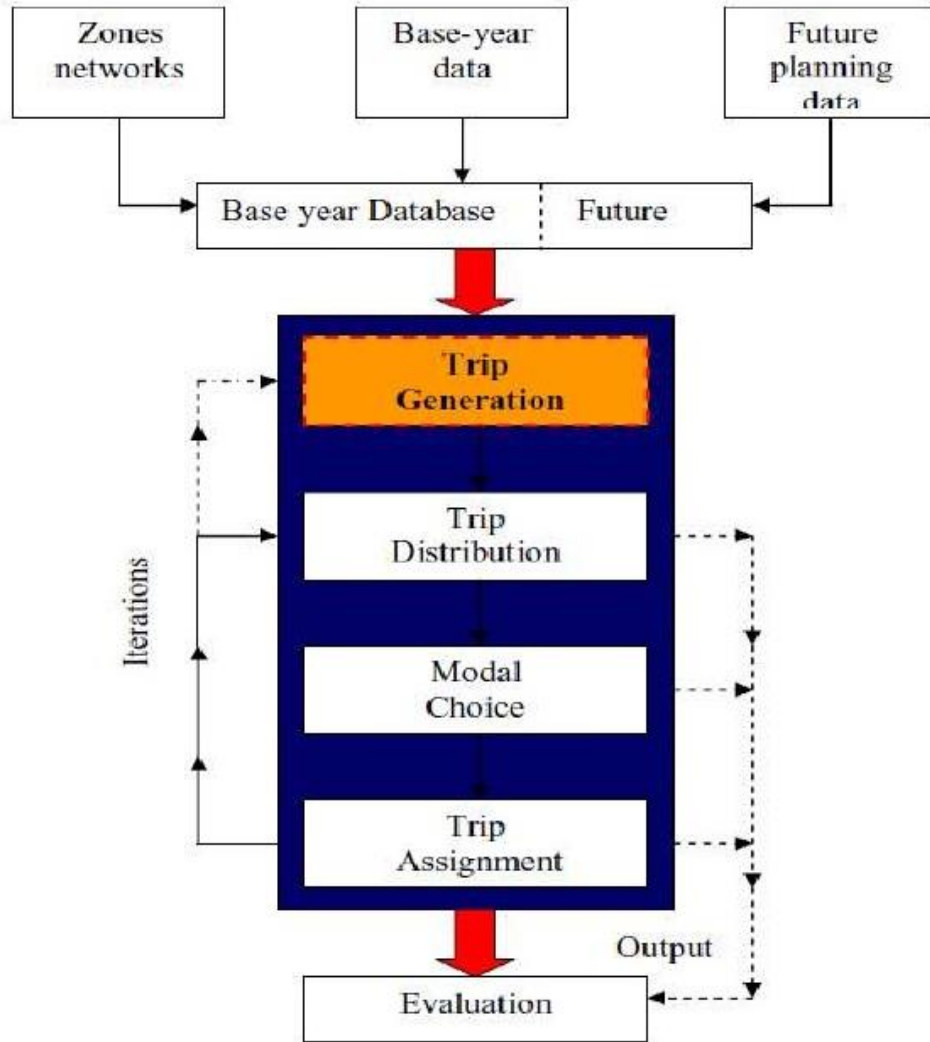 Zones
networks
Base-year
data
Future
planning
data
Base year Database
Future
Trip
Generation
Trip
Distribution
Modal
Choice
Trip
Assignment
Iterations
Output
Evaluation